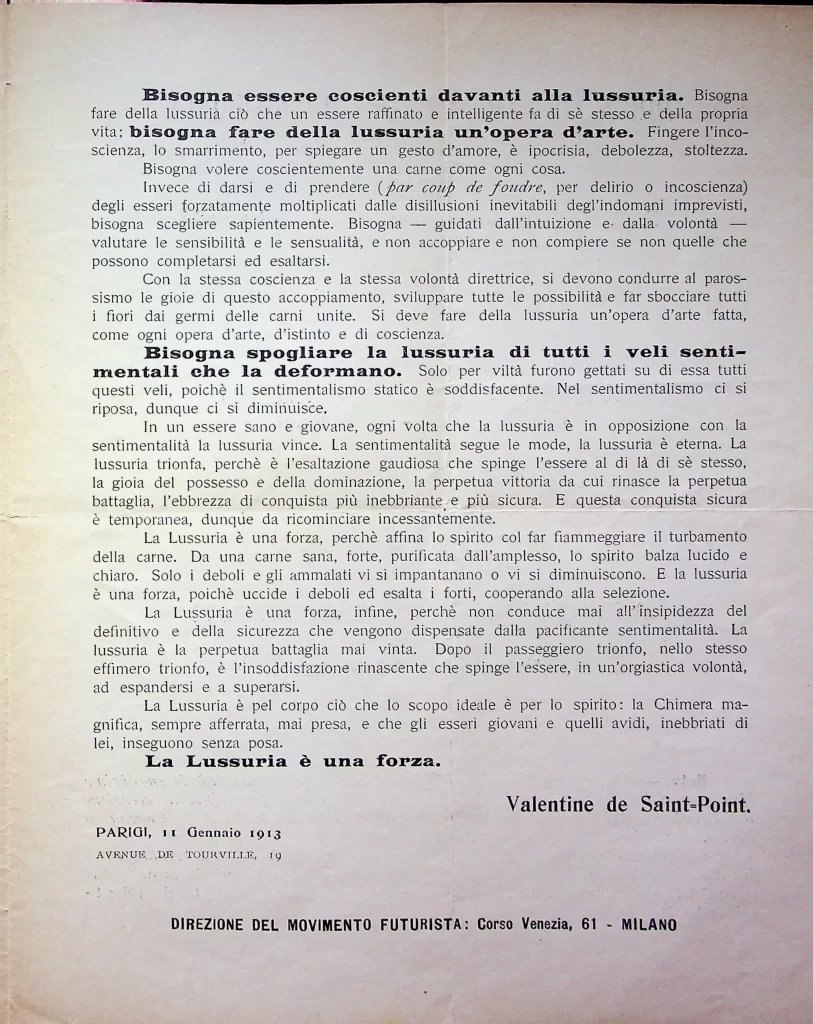 Bisogna essere coscienti davanti alla lussuria. Bisogna
fare della lussuria ciò che un essere raffinato e intelligente fa di sè stesso e della propria
vita; bisogna fare della lussuria un'opera d'arte. Fingere l'inco-
scienza, lo smarrimento, per spiegare un gesto d'amore, è ipocrisia, debolezza, stoltezza.
Bisogna volere coscientemente una carne come ogni cosa.
Invece di darsi e di prendere (par coup de foudre, per delirio o incoscienza)
degli esseri forzatamente moltiplicati dalle disillusioni inevitabili degl'indomani imprevisti,
bisogna scegliere sapientemente. Bisogna — guidati dall'intuizione e dalla volontà —
valutare le sensibilità e le sensualità, e non accoppiare e non compiere se non quelle che
possono completarsi ed esaltarsi.
Con la stessa coscienza e la stessa volontà direttrice, si devono condurre al paros-
sismo le gioie di questo accoppiamento, sviluppare tutte le possibilità e far sbocciare tutti
i fiori dai germi delle carni unite. Si deve fare della lussuria un'opera d'arte fatta,
come ogni opera d'arte, d'istinto e di coscienza.
Bisogna spogliare la lussuria di tutti i veli senti-
mentali che la deformano. Solo per viltà furono gettati su di essa tutti
questi veli, poichè il sentimentalismo statico è soddisfacente. Nel sentimentalismo ci si
riposa, dunque ci si diminuisce.
In un essere sano e giovane, ogni volta che la lussuria è in opposizione con la
sentimentalità la lussuria vince. La sentimentalità segue le mode, la lussuria è eterna. La
lussuria trionfa, perchè è l'esaltazione gaudiosa che spinge l'essere al di là di sè stesso,
la gioia del possesso e della dominazione, la perpetua vittoria da cui rinasce la perpetua
battaglia, l'ebbrezza di conquista più inebbriante e più sicura. E questa conquista sicura
è temporanea, dunque da ricominciare incessantemente.
La Lussuria è una forza, perchè affina lo spirito col far fiammeggiare il turbamento
della carne. Da una carne sana, forte, purificata dall'amplesso, lo spirito balza lucido e
chiaro. Solo i deboli e gli ammalati vi si impantanano o vi si diminuiscono. E la lussuria
è una forza, poichè uccide i deboli ed esalta i forti, cooperando alla selezione.
La Lussuria è una forza, infine, perchè non conduce mai all'insipidezza del
definitivo e della sicurezza che vengono dispensate dalla pacificante sentimentalità. La
lussuria è la perpetua battaglia mai vinta. Dopo il passeggiero trionfo, nello stesso
effimero trionfo, è l'insoddisfazione rinascente che spinge l'essere, in un'orgiastica volontà,
ad espandersi e a superarsi.
La Lussuria è pel corpo ciò che lo scopo ideale è per lo spirito: la Chimera ma-
gnifica, sempre afferrata, mai presa, e che gli esseri giovani e quelli avidi, inebbriati di
lei, inseguono senza posa.
La Lussuria è una forza.
Valentine de Saint-Point.
PARIGI, 11 Gennaio 1913
AVENUE DE TOURVILLE, 19
DIREZIONE DEL MOVIMENTO FUTURISTA: Corso Venezia, 61 - MILANO